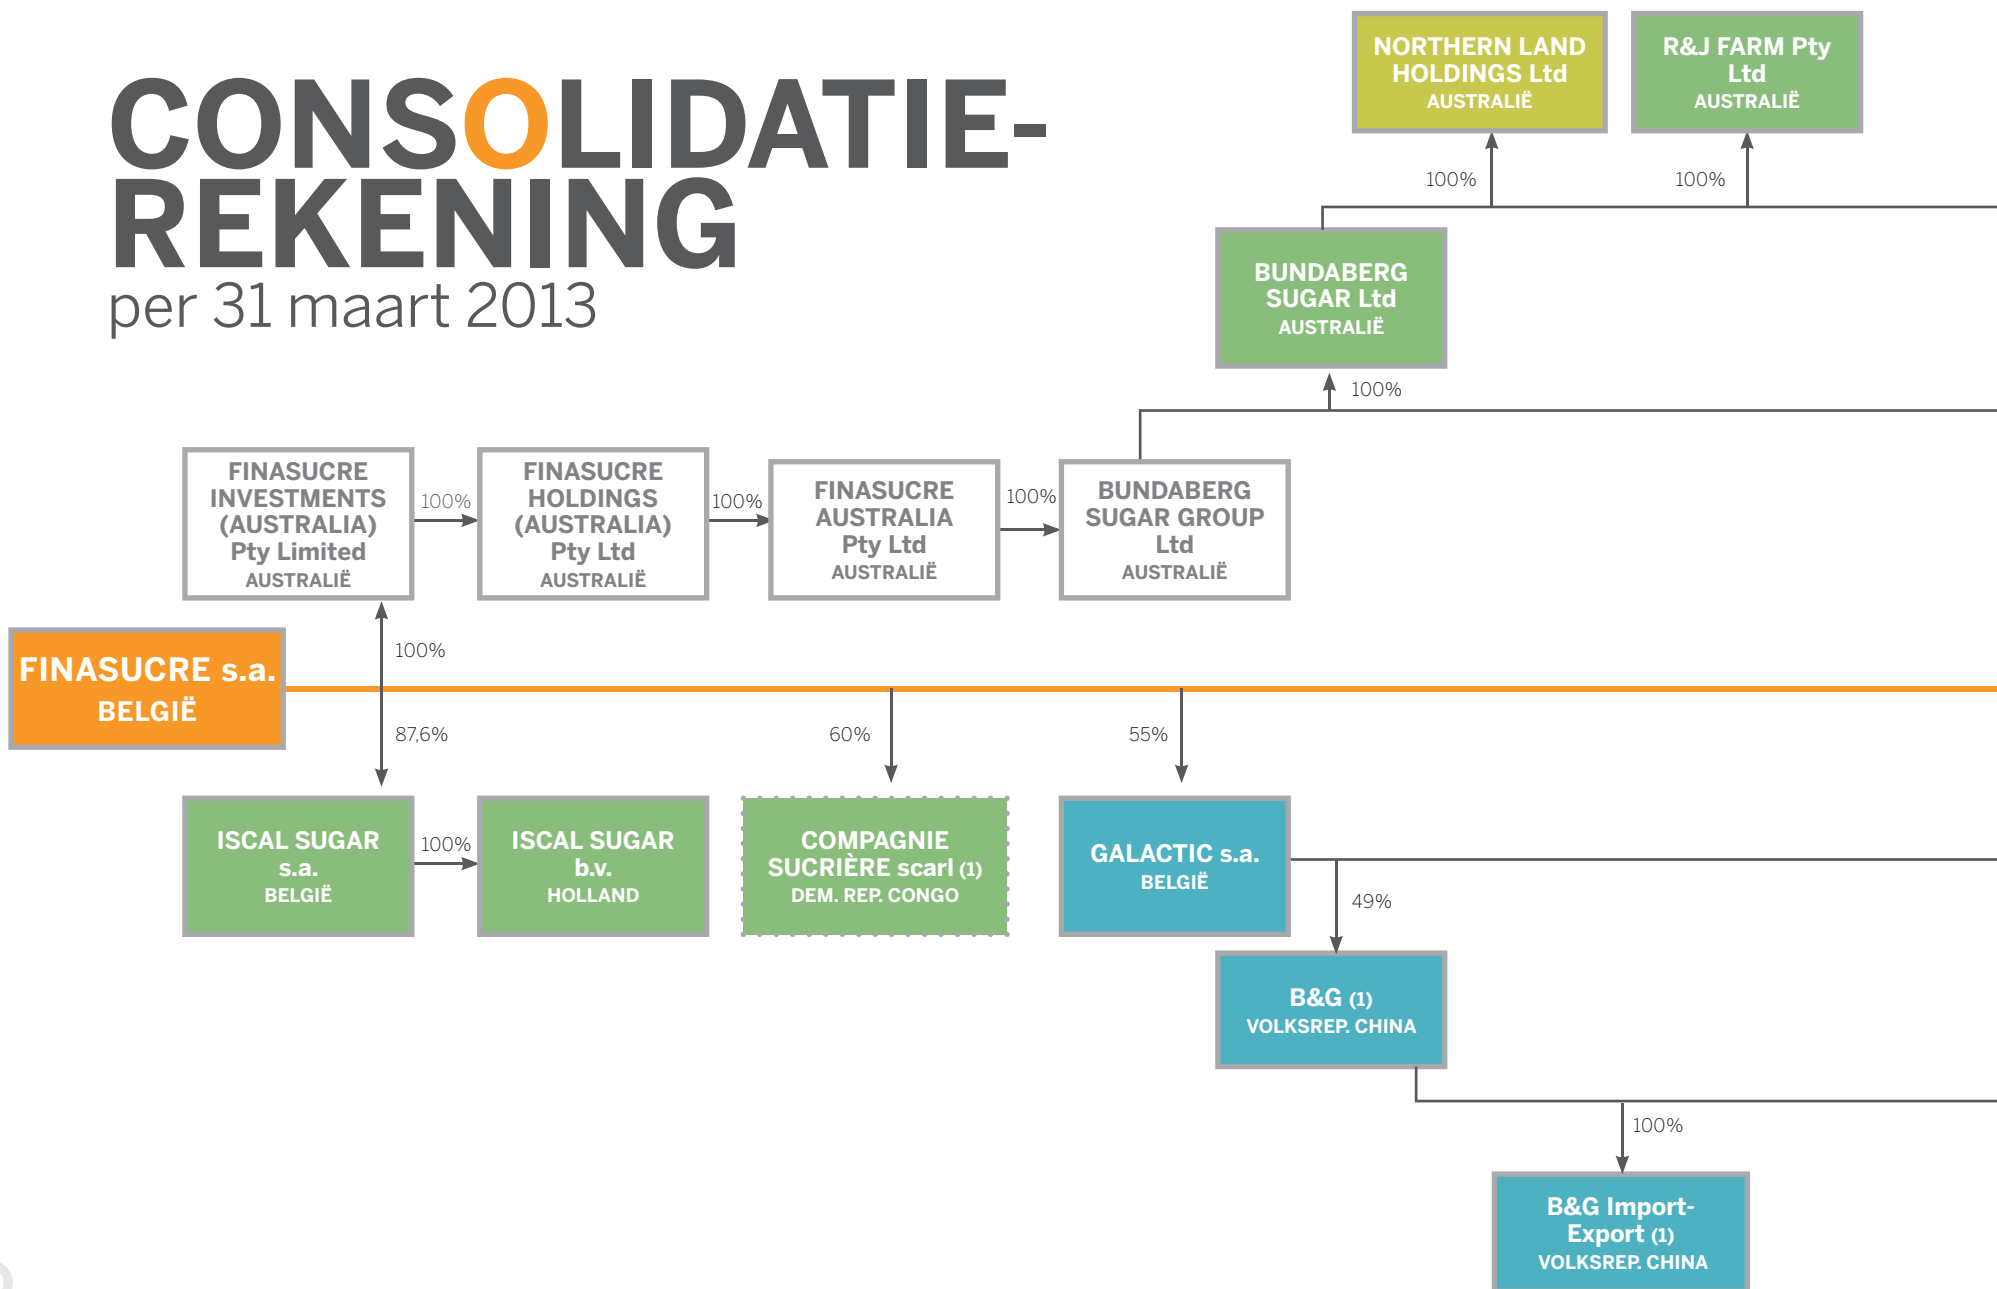 CONSOLIDATIE-
REKENING
per 31 maart 2013
NORTHERN LAND
HOLDINGS Ltd
AUSTRALIË
R&J FARM Pty
Ltd
AUSTRALIË
100%
100%
BUNDABERG
SUGAR Ltd
AUSTRALIË
100%
FINASUCRE
INVESTMENTS
(AUSTRALIA)
Pty Limited
AUSTRALIË
100%
FINASUCRE
HOLDINGS
(AUSTRALIA)
Pty Ltd
AUSTRALIË
100%
FINASUCRE
AUSTRALIA
Pty Ltd
AUSTRALIË
100%
BUNDABERG
SUGAR GROUP
Ltd
AUSTRALIË
100%
FINASUCRE s.a.
BELGIË
87,6%
60%
55%
ISCAL SUGAR
s.a.
BELGIË
100%
ISCAL SUGAR
b.v.
HOLLAND
COMPAGNIE
SUCRIÈRE scarl (1)
DEM. REP. CONGO
GALACTIC s.a.
BELGIË
49%
B&G (1)
VOLKSREP. CHINA
100%
B&G Import-
Export (1)
VOLKSREP. CHINA